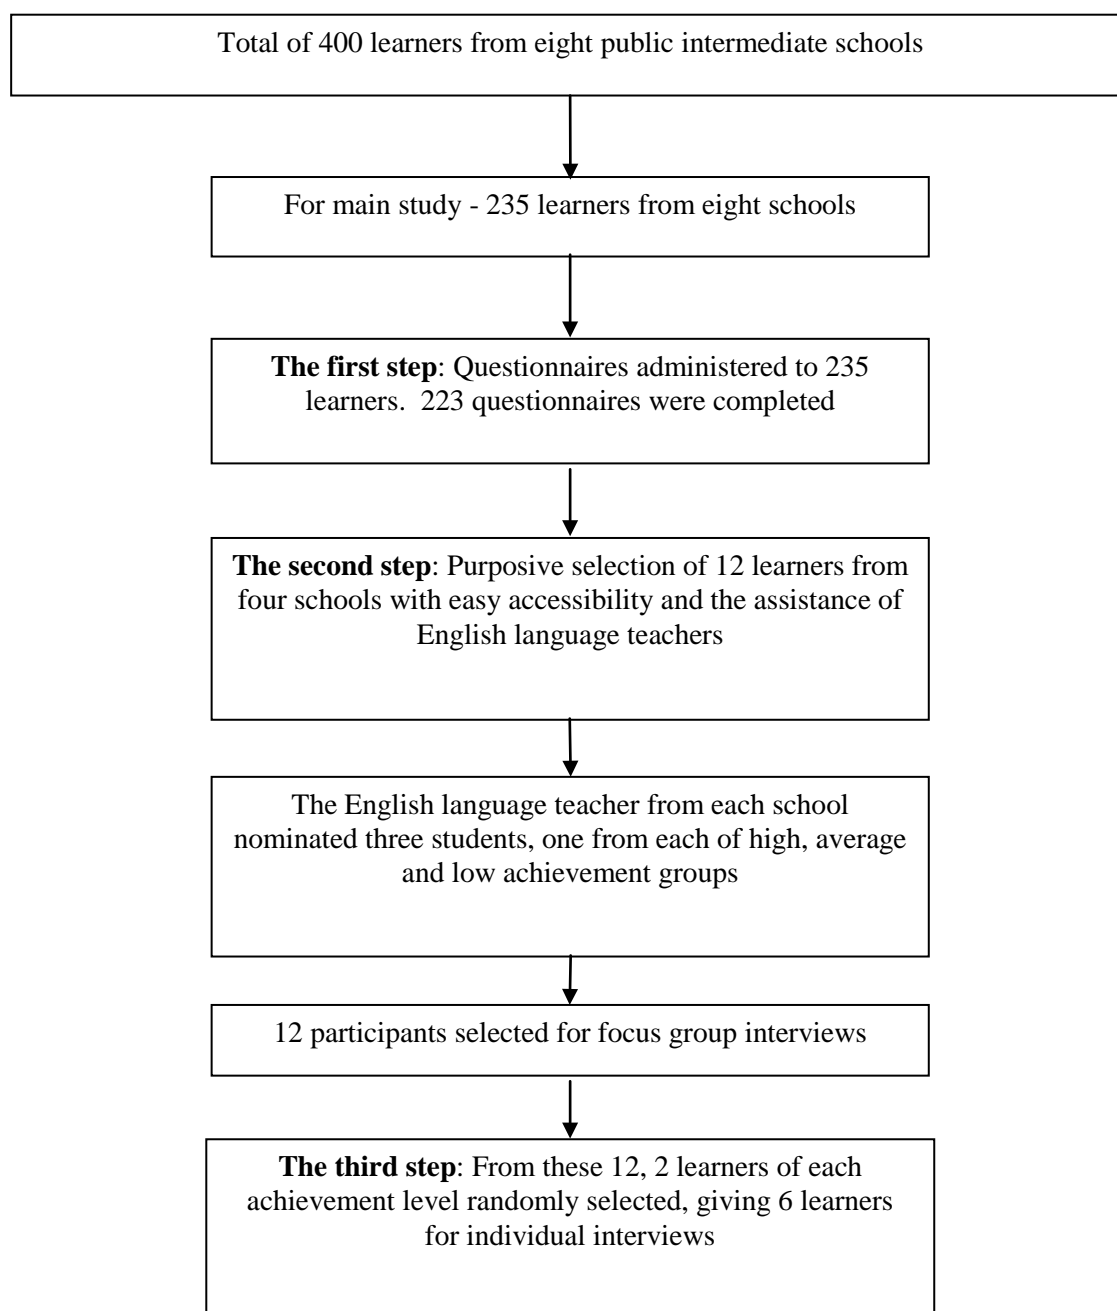 Total of 400 learners from eight public intermediate schools
For main study - 235 learners from eight schools
The first step: Questionnaires administered to 235
learners.  223 questionnaires were completed
The second step: Purposive selection of 12 learners from
four schools with easy accessibility and the assistance of
English language teachers
The English language teacher from each school
nominated three students, one from each of high, average
and low achievement groups
12 participants selected for focus group interviews
The third step: From these 12, 2 learners of each
achievement level randomly selected, giving 6 learners
for individual interviews